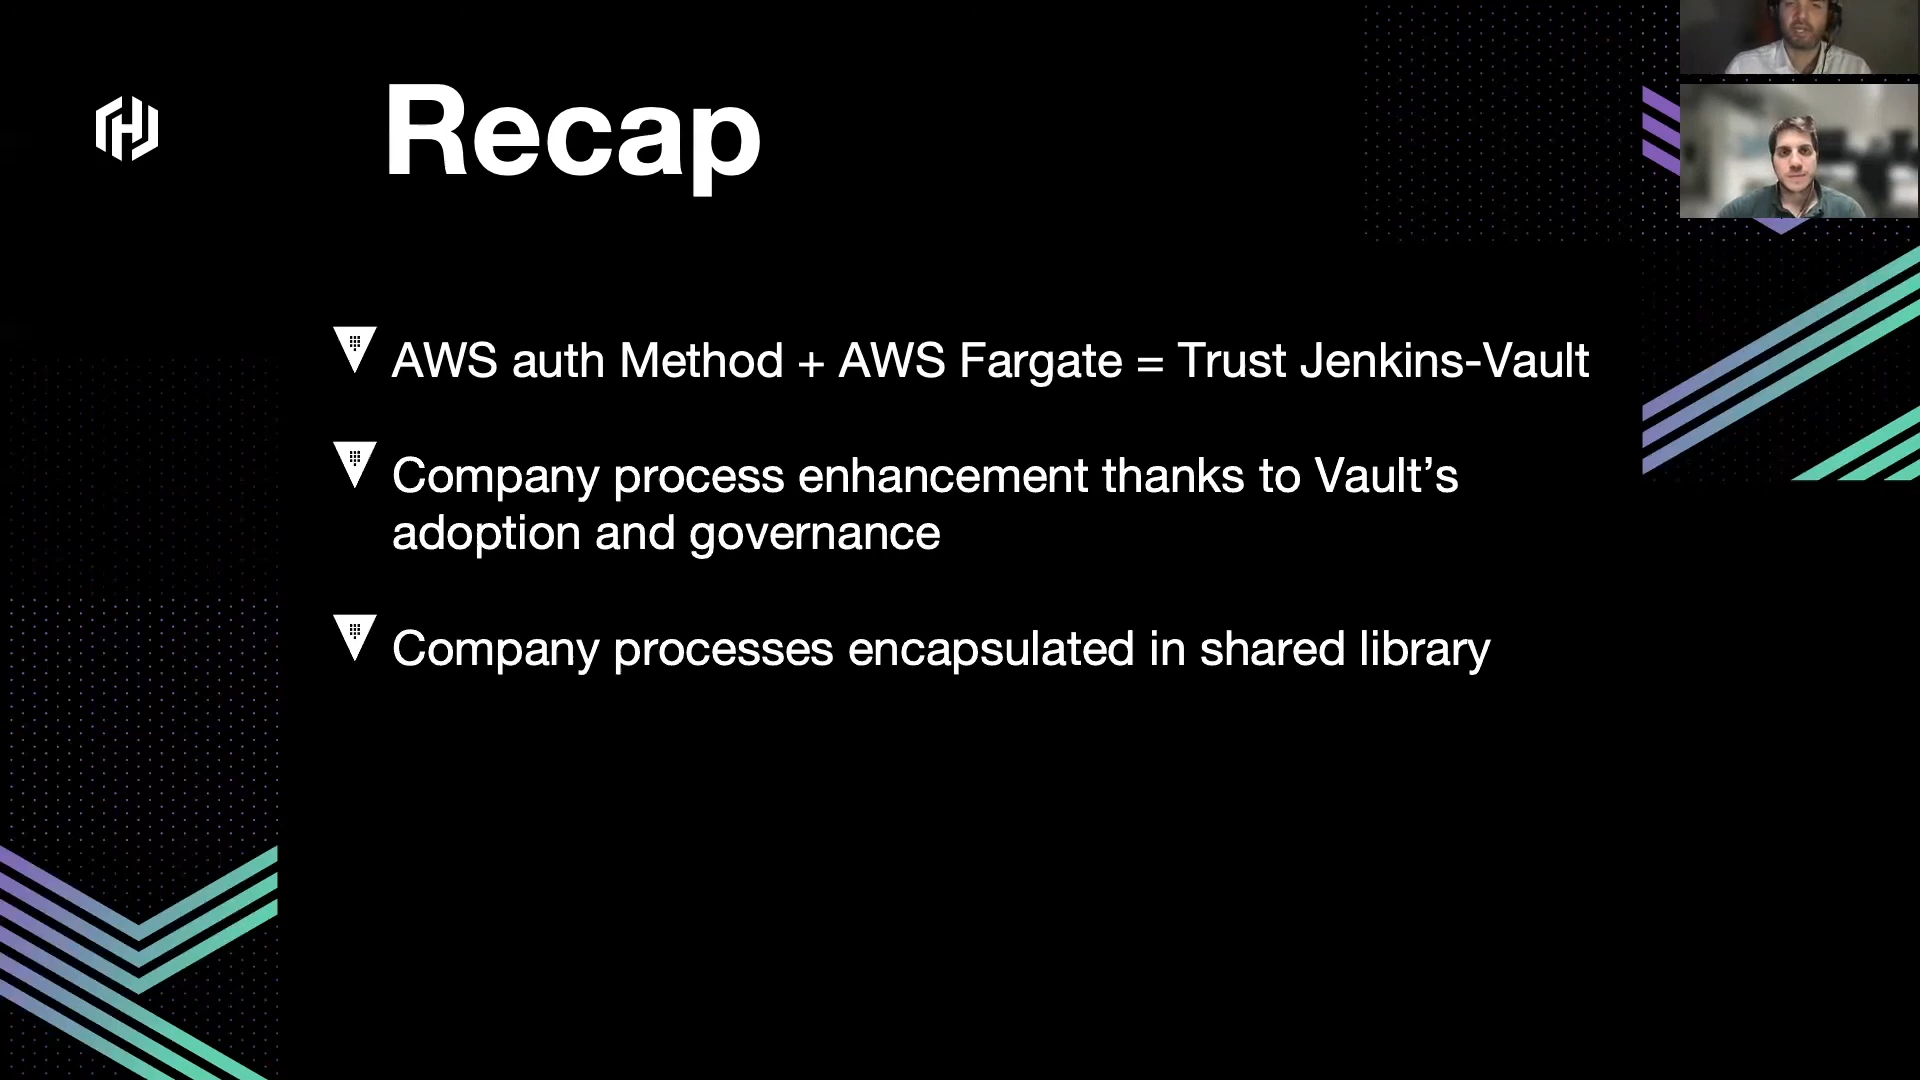 Recap
AWS auth Method + AWS Fargate = Trust Jenkins-Vault
Company process enhancement thanks to Vault’s
adoption and governance
Company processes encapsulated in shared library